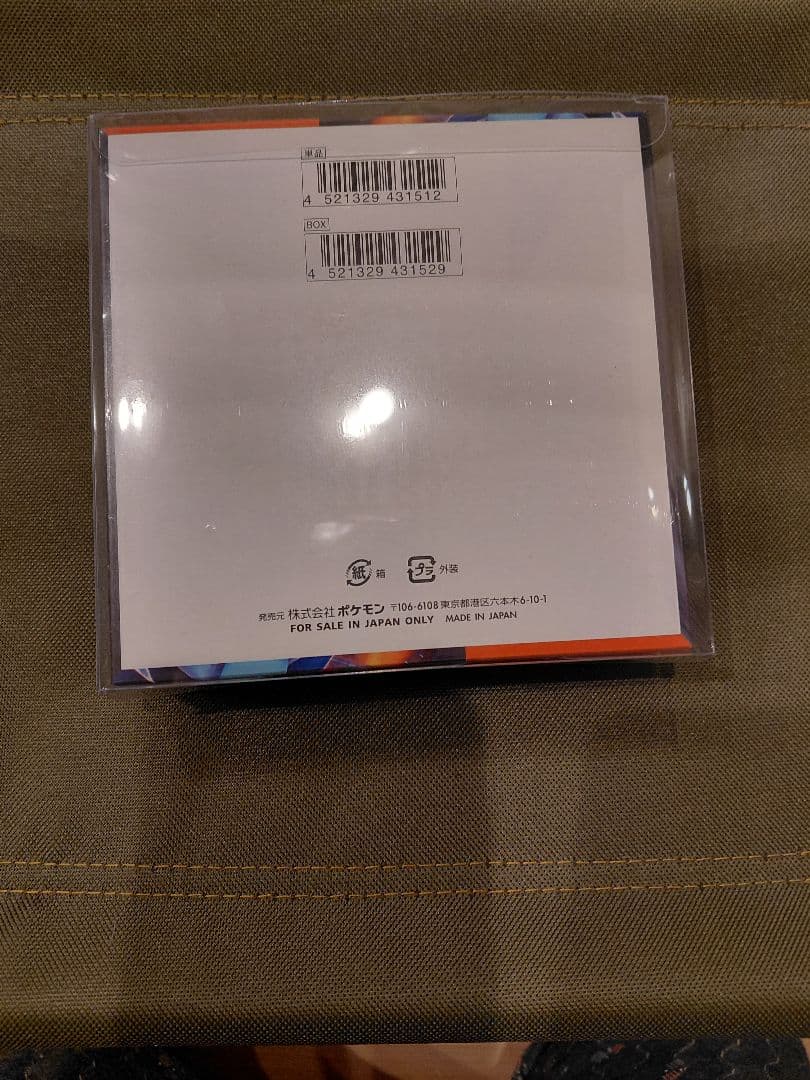 単品
4 521329 431512
BOX
4 521329 431529
紙 箱 プラ 外装
発売元 株式会社 ポケモン 〒106-6108 東京都港区六本木6-10-1
FOR SALE IN JAPAN ONLY MADE IN JAPAN